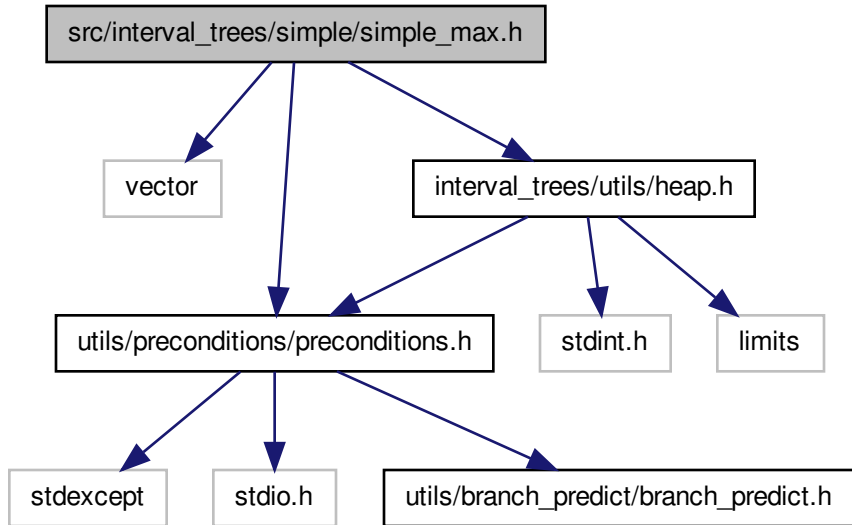 src/interval_trees/simple/simple_max.h
vector
interval_trees/utils/heap.h
utils/preconditions/preconditions.h
stdint.h
limits
stdexcept
stdio.h
utils/branch_predict/branch_predict.h